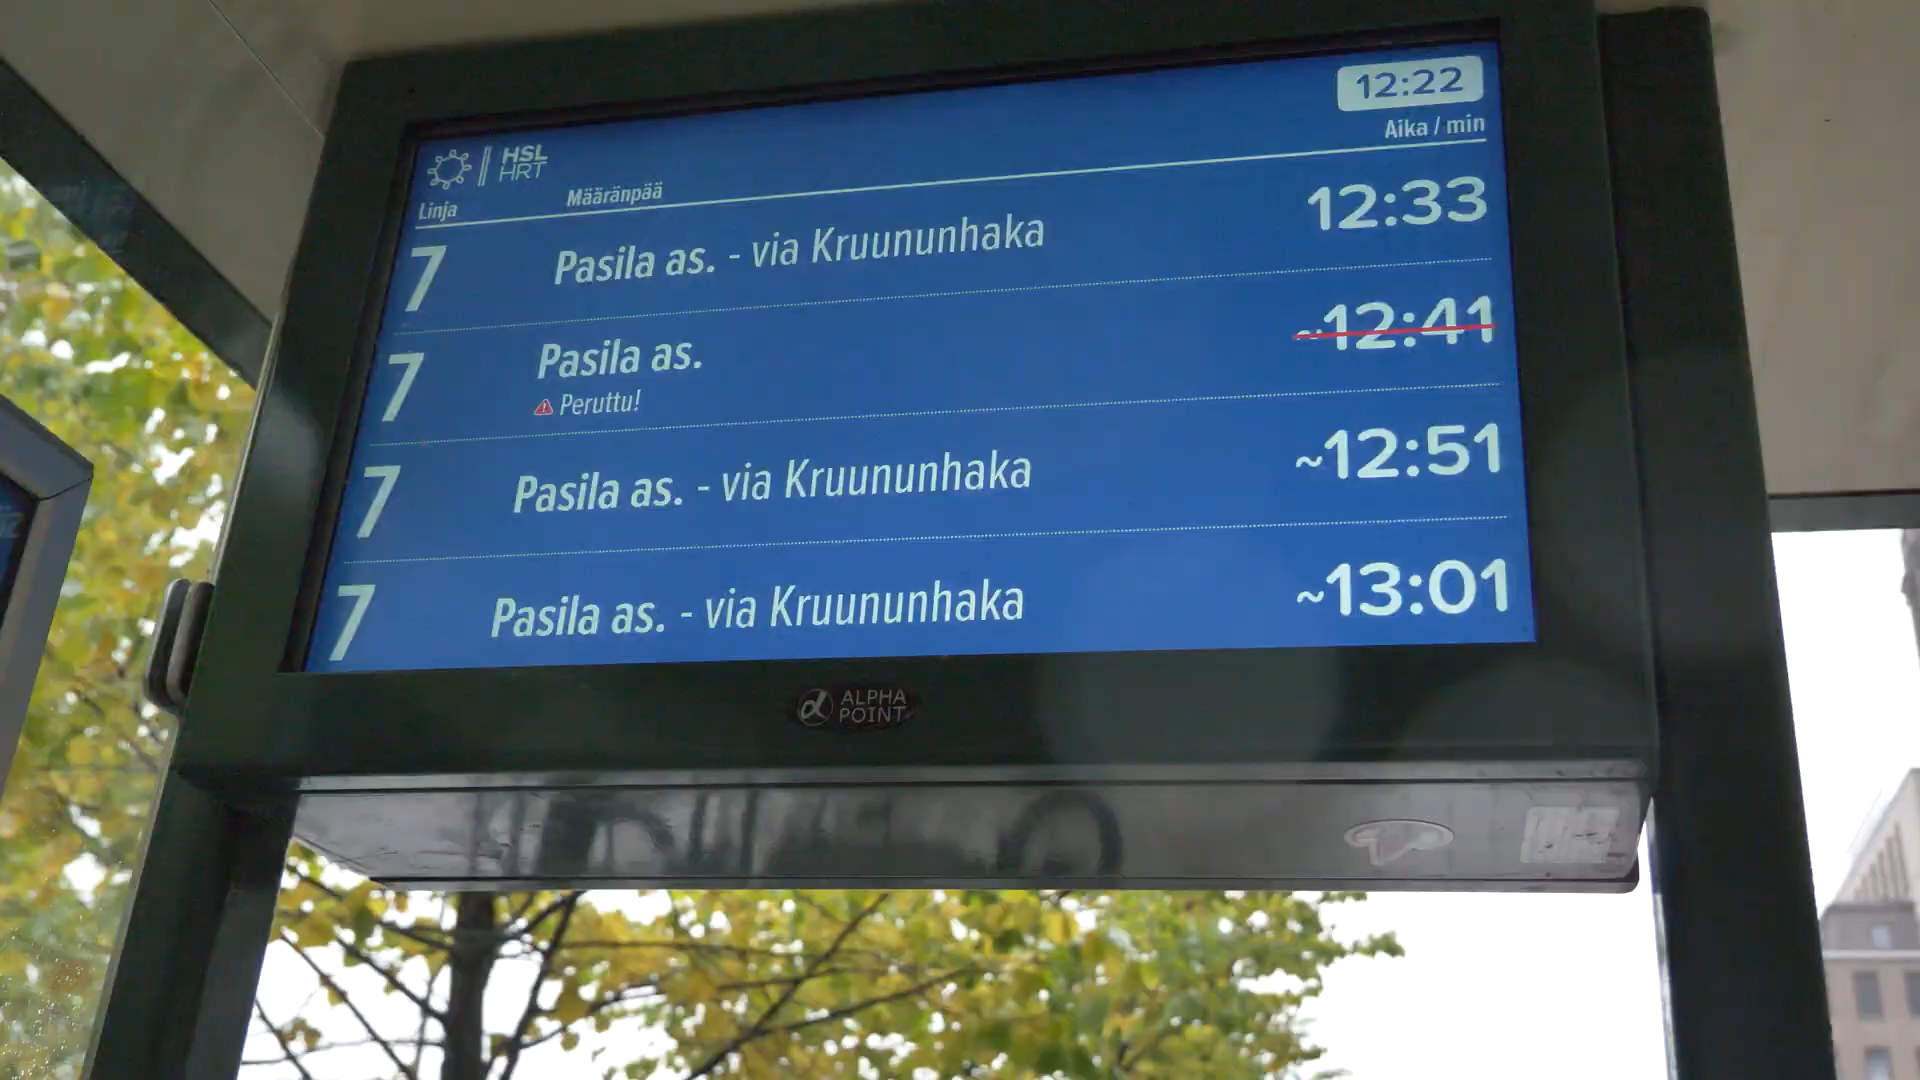 12:22
Aika / min
HSL
HRT
Linja Määränpää
7 Pasila as. - via Kruununhaka 12:33
7 Pasila as. ~12:41
Peruttu!
7 Pasila as. - via Kruununhaka ~12:51
7 Pasila as. - via Kruununhaka ~13:01
ALPHA
POINT